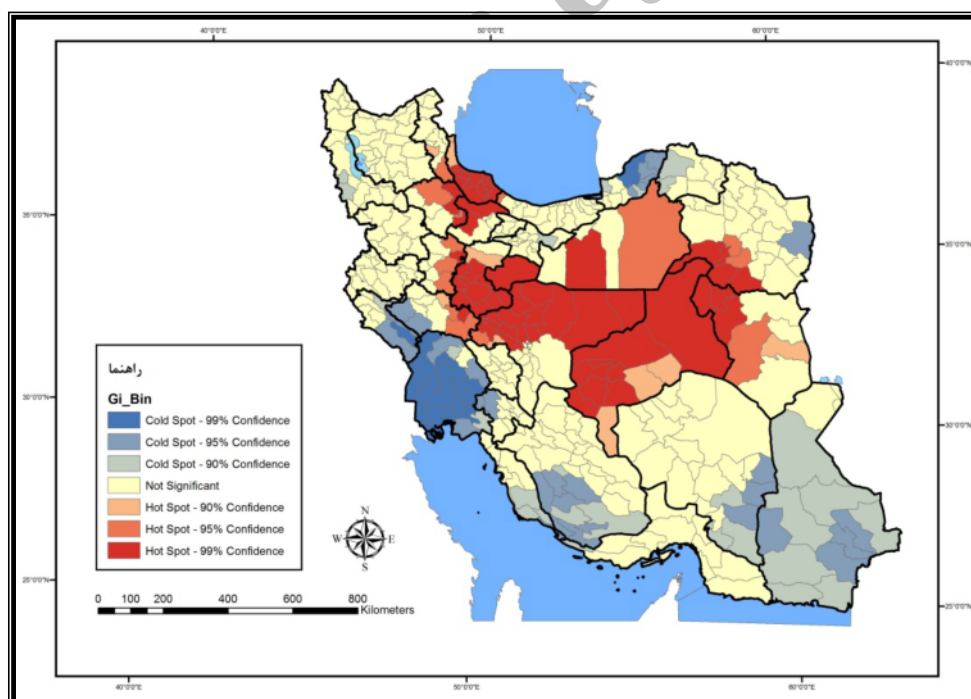 40°0'0"E 50°0'0"E 60°0'0"E
40°0'0"N
35°0'0"N 35°0'0"N
30°0'0"N 30°0'0"N
25°0'0"N 25°0'0"N
راهنما
Gi_Bin
Cold Spot - 99% Confidence
Cold Spot - 95% Confidence
Cold Spot - 90% Confidence
Not Significant
Hot Spot - 90% Confidence
Hot Spot - 95% Confidence
Hot Spot - 99% Confidence
N
W E
S
0 50 100 200 400 600 800
Kilometers
40°0'0"E 50°0'0"E 60°0'0"E